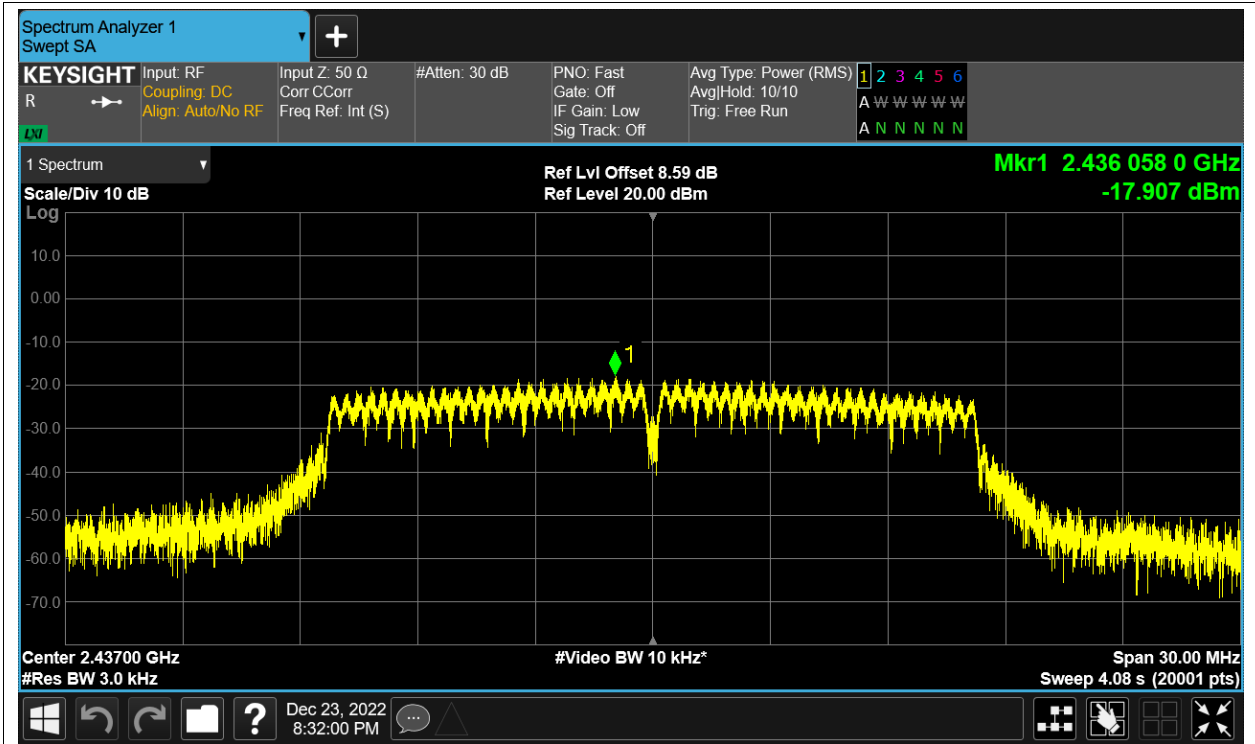 Spectrum Analyzer 1
Swept SA
KEYSIGHT
R
LXI
Input: RF
Coupling: DC
Align: Auto/No RF
Input Z: 50 Ω
Corr CCorr
Freq Ref: Int (S)
#Atten: 30 dB
PNO: Fast
Gate: Off
IF Gain: Low
Sig Track: Off
Avg Type: Power (RMS)
Avg|Hold: 10/10
Trig: Free Run
1 2 3 4 5 6
A W W W W W
A N N N N N
1 Spectrum
Scale/Div 10 dB
Log
Ref Lvl Offset 8.59 dB
Ref Level 20.00 dBm
Mkr1 2.436 058 0 GHz
-17.907 dBm
10.0
0.00
-10.0
-20.0
-30.0
-40.0
-50.0
-60.0
-70.0
1
Center 2.43700 GHz
#Res BW 3.0 kHz
#Video BW 10 kHz*
Span 30.00 MHz
Sweep 4.08 s (20001 pts)
?
Dec 23, 2022
8:32:00 PM